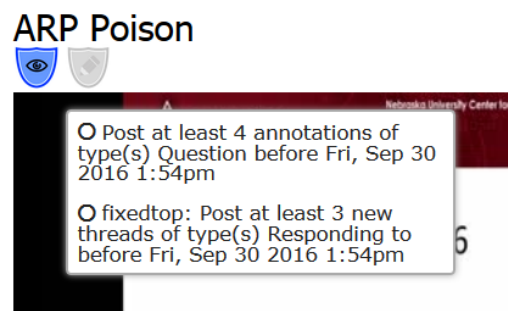 ARP Poison
Nebraska University Center for
Post at least 4 annotations of
type(s) Question before Fri, Sep 30
2016 1:54pm
fixedtop: Post at least 3 new
threads of type(s) Responding to
before Fri, Sep 30 2016 1:54pm
6